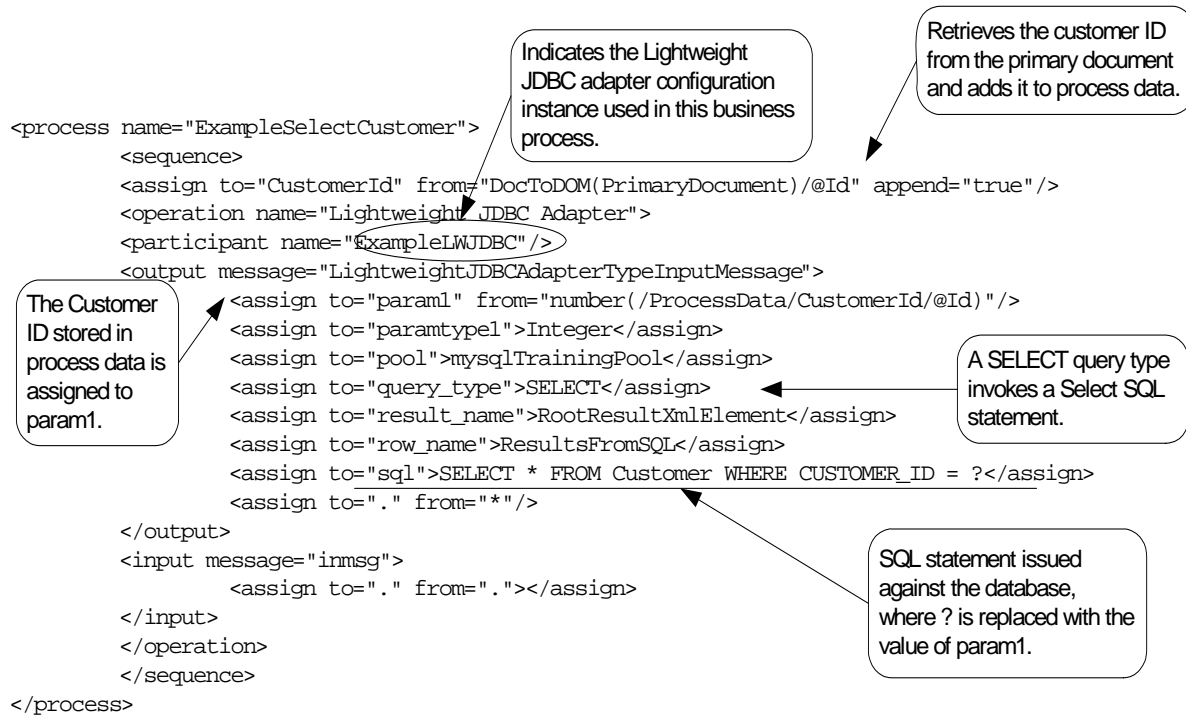 Retrieves the customer ID
from the primary document
and adds it to process data.
Indicates the Lightweight
JDBC adapter configuration
instance used in this business
process.
<process name="ExampleSelectCustomer">
<sequence>
<assign to="CustomerId" from="DocToDOM(PrimaryDocument)/@Id" append="true"/>
<operation name="Lightweight JDBC Adapter">
<participant name="ExampleLWJDBC"/>
<output message="LightweightJDBCAdapterTypeInputMessage">
The Customer
ID stored in
process data is
assigned to
param1.
<assign to="param1" from="number(/ProcessData/CustomerId/@Id)"/>
<assign to="paramtype1">Integer</assign>
<assign to="pool">mysqlTrainingPool</assign>
<assign to="query_type">SELECT</assign>
A SELECT query type
invokes a Select SQL
statement.
<assign to="result_name">RootResultXmlElement</assign>
<assign to="row_name">ResultsFromSQL</assign>
<assign to="sql">SELECT * FROM Customer WHERE CUSTOMER_ID = ?</assign>
<assign to="." from="*"/>
</output>
<input message="inmsg">
<assign to="." from="."></assign>
</input>
</operation>
</sequence>
</process>
SQL statement issued
against the database,
where ? is replaced with the
value of param1.